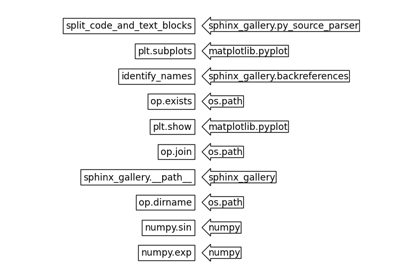 split_code_and_text_blocks sphinx_gallery.py_source_parser
plt.subplots matplotlib.pyplot
identify_names sphinx_gallery.backreferences
op.exists os.path
plt.show matplotlib.pyplot
op.join os.path
sphinx_gallery.__path__ sphinx_gallery
op.dirname os.path
numpy.sin numpy
numpy.exp numpy